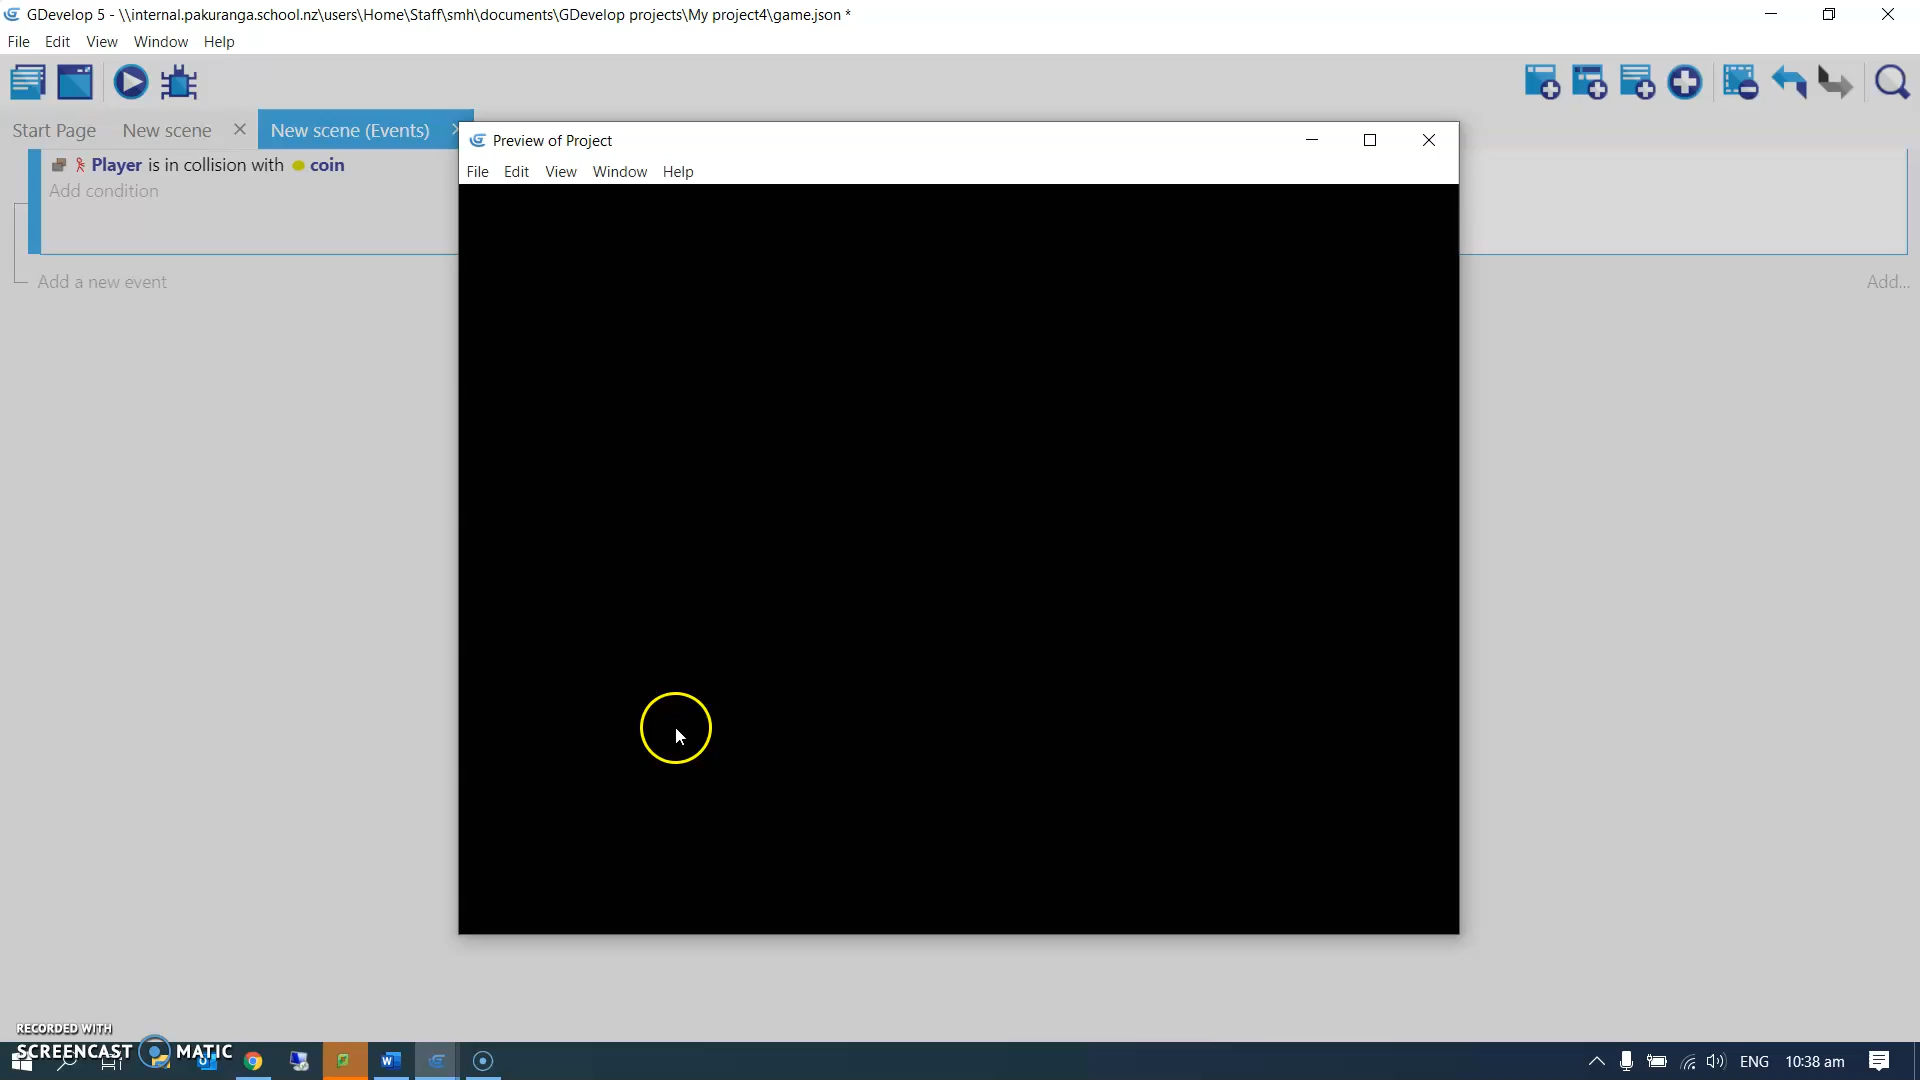 GDevelop 5 - \\internal.pakuranga.school.nz\users\Home\Staff\smh\documents\GDevelop projects\My project4\game.json *
File Edit View Window Help
Start Page New scene New scene (Events)
Preview of Project
File Edit View Window Help
Player is in collision with coin
Add condition
Add a new event
Add...
RECORDED WITH
SCREENCAST MATIC
ENG 10:38 am